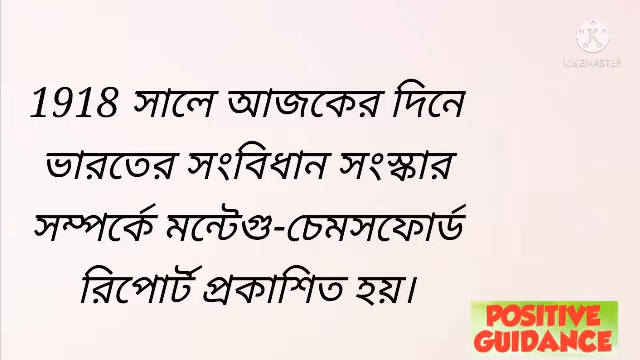 K
KINEMASTER
1918 সালে আজকের দিনে
ভারতের সংবিধান সংস্কার
সম্পর্কে মন্টেগু-চেমসফোর্ড
রিপোর্ট প্রকাশিত হয়।
POSITIVE
GUIDANCE